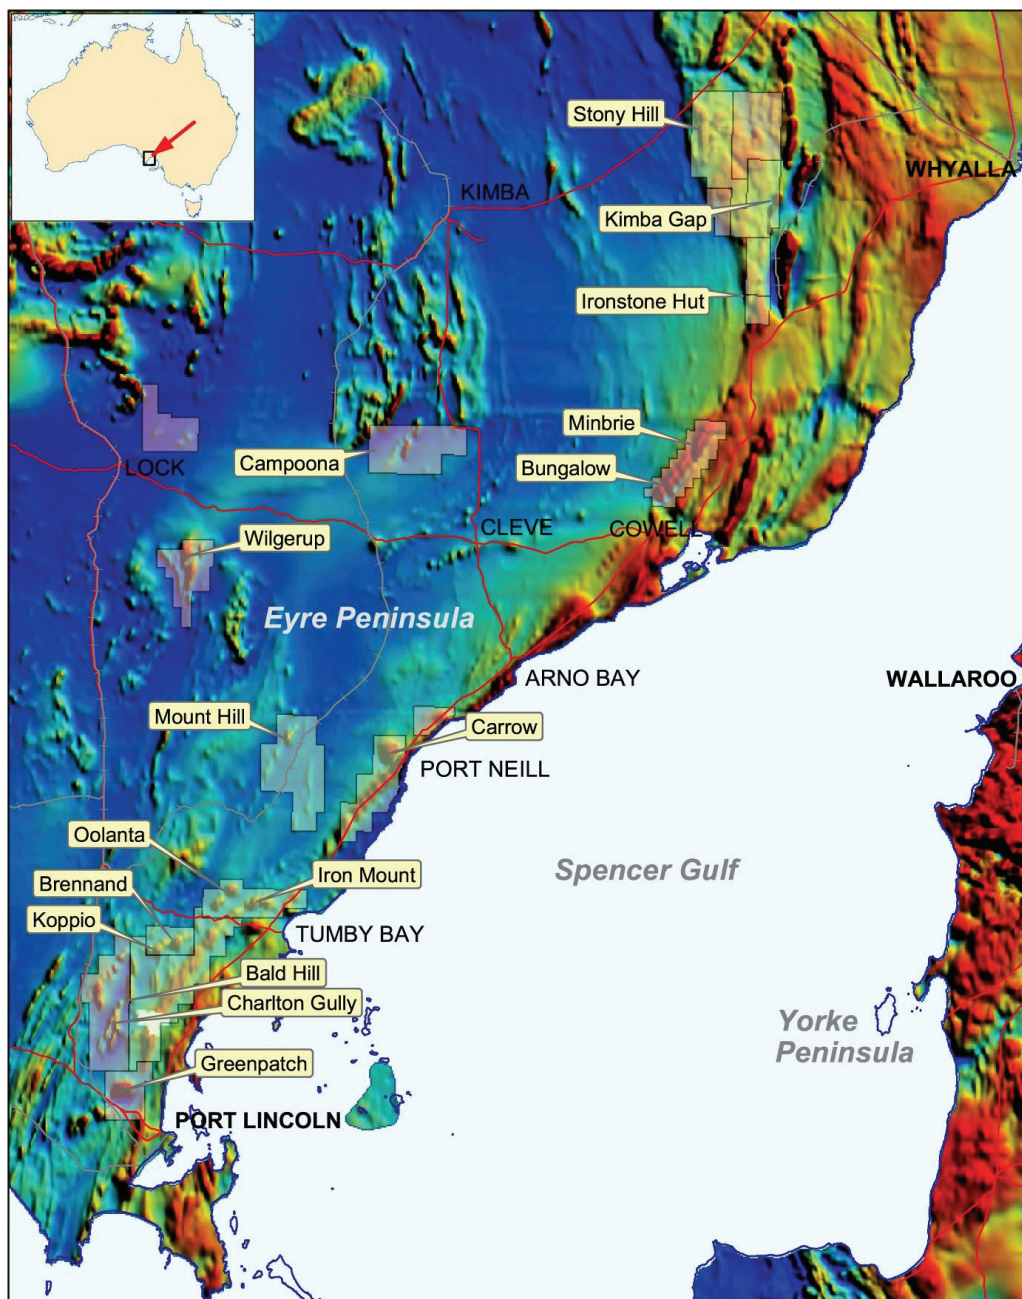 Stony Hill
WHYALLA
KIMBA
Kimba Gap
Ironstone Hut
Minbrie
Campoona
LOCK
Bungalow
CLEVE
COWELL
Wilgerup
Eyre Peninsula
ARNO BAY
WALLAROO
Mount Hill
Carrow
PORT NEILL
Oolanta
Spencer Gulf
Iron Mount
Brennand
Koppio
TUMBY BAY
Bald Hill
Charlton Gully
Yorke
Peninsula
Greenpatch
PORT LINCOLN